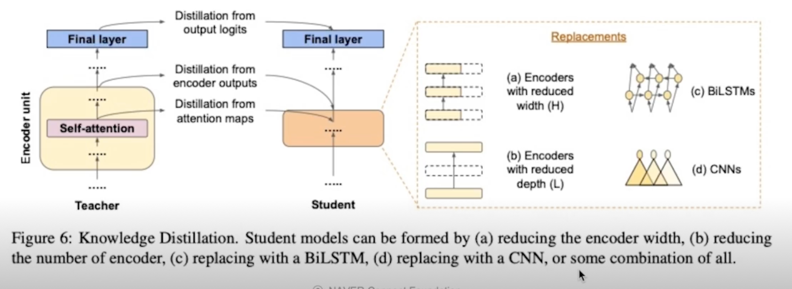 Distillation from
output logits
Final layer
Final layer
Distillation from
encoder outputs
Distillation from
attention maps
Encoder unit
Self-attention
Teacher
Student
Replacements
(a) Encoders
with reduced
width (H)
(c) BiLSTMs
(b) Encoders
with reduced
depth (L)
(d) CNNs
Figure 6: Knowledge Distillation. Student models can be formed by (a) reducing the encoder width, (b) reducing
the number of encoder, (c) replacing with a BiLSTM, (d) replacing with a CNN, or some combination of all.